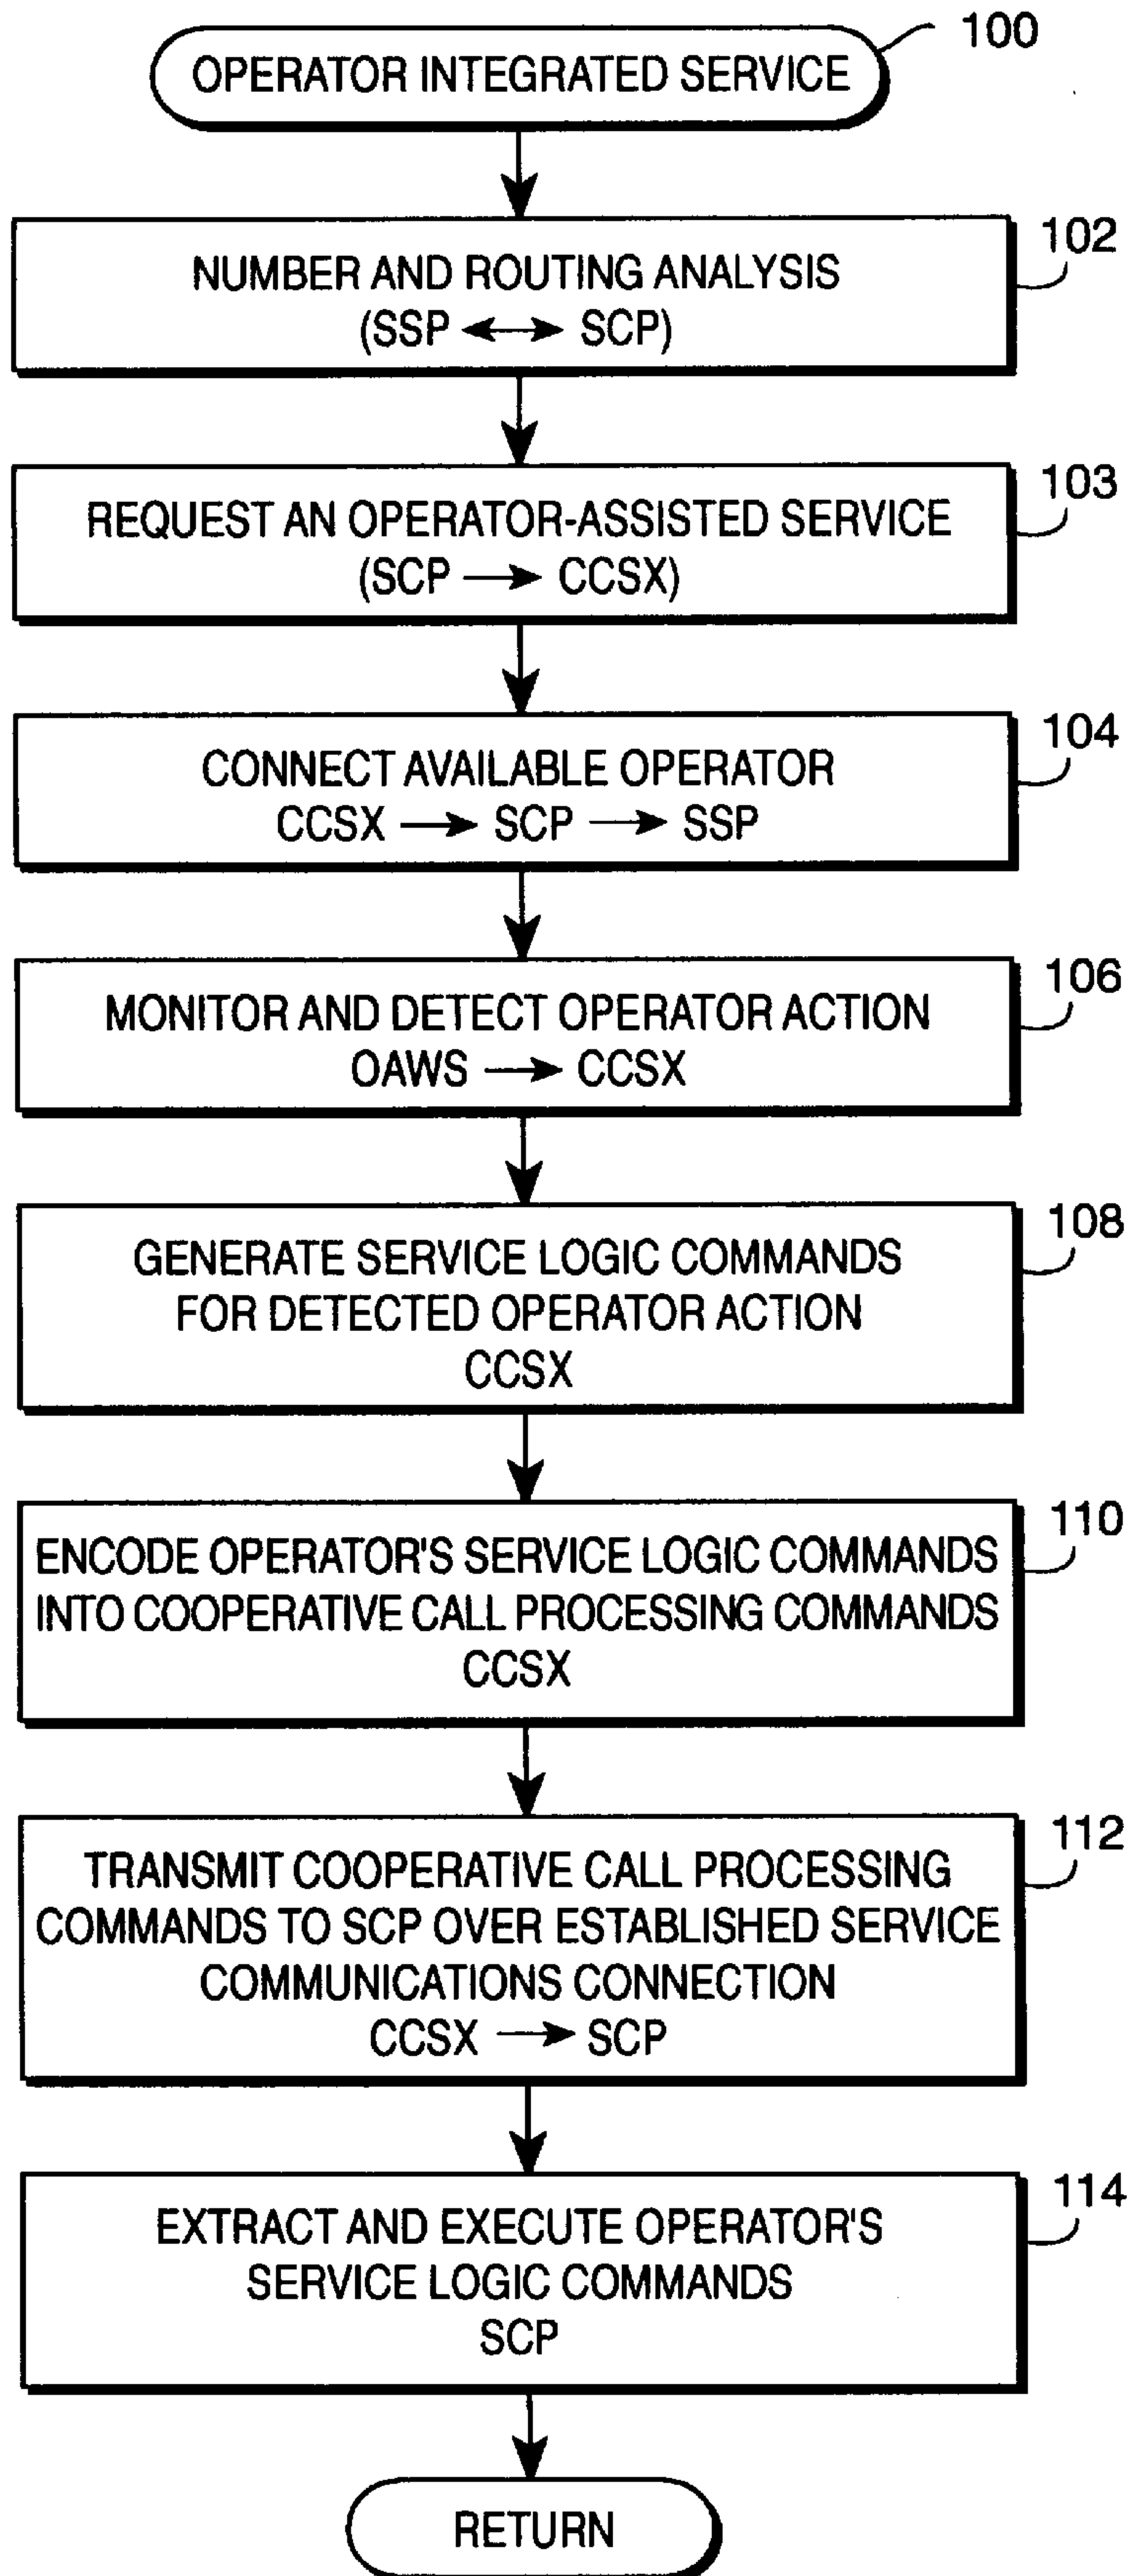 OPERATOR INTEGRATED SERVICE
100
NUMBER AND ROUTING ANALYSIS
(SSP ↔ SCP)
102
REQUEST AN OPERATOR-ASSISTED SERVICE
(SCP → CCSX)
103
CONNECT AVAILABLE OPERATOR
CCSX → SCP → SSP
104
MONITOR AND DETECT OPERATOR ACTION
OAWS → CCSX
106
GENERATE SERVICE LOGIC COMMANDS
FOR DETECTED OPERATOR ACTION
CCSX
108
ENCODE OPERATOR'S SERVICE LOGIC COMMANDS
INTO COOPERATIVE CALL PROCESSING COMMANDS
CCSX
110
TRANSMIT COOPERATIVE CALL PROCESSING
COMMANDS TO SCP OVER ESTABLISHED SERVICE
COMMUNICATIONS CONNECTION
CCSX → SCP
112
EXTRACT AND EXECUTE OPERATOR'S
SERVICE LOGIC COMMANDS
SCP
114
RETURN